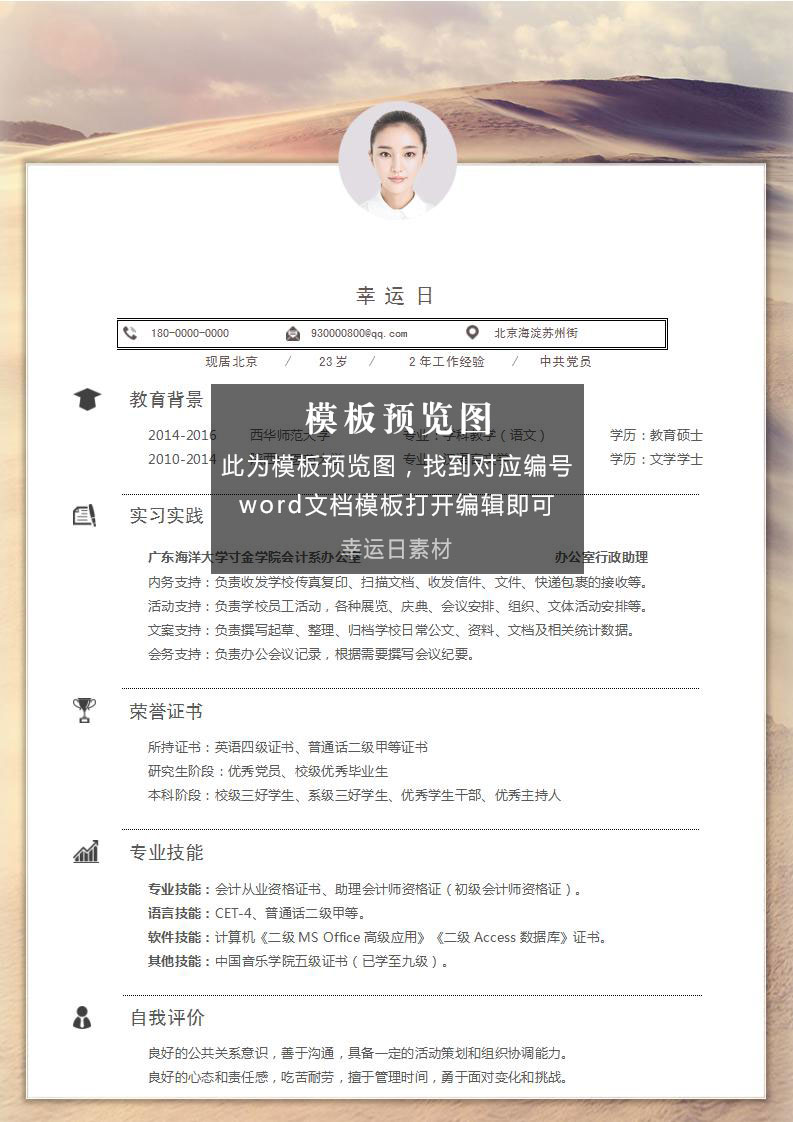 幸运日
180-0000-0000 930000800@qq.com 北京海淀苏州街
现居北京 / 23岁 / 2年工作经验 / 中共党员
教育背景
模板预览图
2014-2016 西华师范大学 专业：学科教学（语文） 学历：教育硕士
2010-2014 专业： 学历：文学学士
此为模板预览图，找到对应编号
word文档模板打开编辑即可
幸运日素材
实习实践
广东海洋大学寸金学院会计系办公室 办公室行政助理
内务支持：负责收发学校传真复印、扫描文档、收发信件、文件、快递包裹的接收等。
活动支持：负责学校员工活动，各种展览、庆典、会议安排、组织、文体活动安排等。
文案支持：负责撰写起草、整理、归档学校日常公文、资料、文档及相关统计数据。
会务支持：负责办公会议记录，根据需要撰写会议纪要。
荣誉证书
所持证书：英语四级证书、普通话二级甲等证书
研究生阶段：优秀党员、校级优秀毕业生
本科阶段：校级三好学生、系级三好学生、优秀学生干部、优秀主持人
专业技能
专业技能：会计从业资格证书、助理会计师资格证（初级会计师资格证）。
语言技能：CET-4、普通话二级甲等。
软件技能：计算机《二级 MS Office 高级应用》《二级 Access 数据库》证书。
其他技能：中国音乐学院五级证书（已学至九级）。
自我评价
良好的公共关系意识，善于沟通，具备一定的活动策划和组织协调能力。
良好的心态和责任感，吃苦耐劳，擅于管理时间，勇于面对变化和挑战。